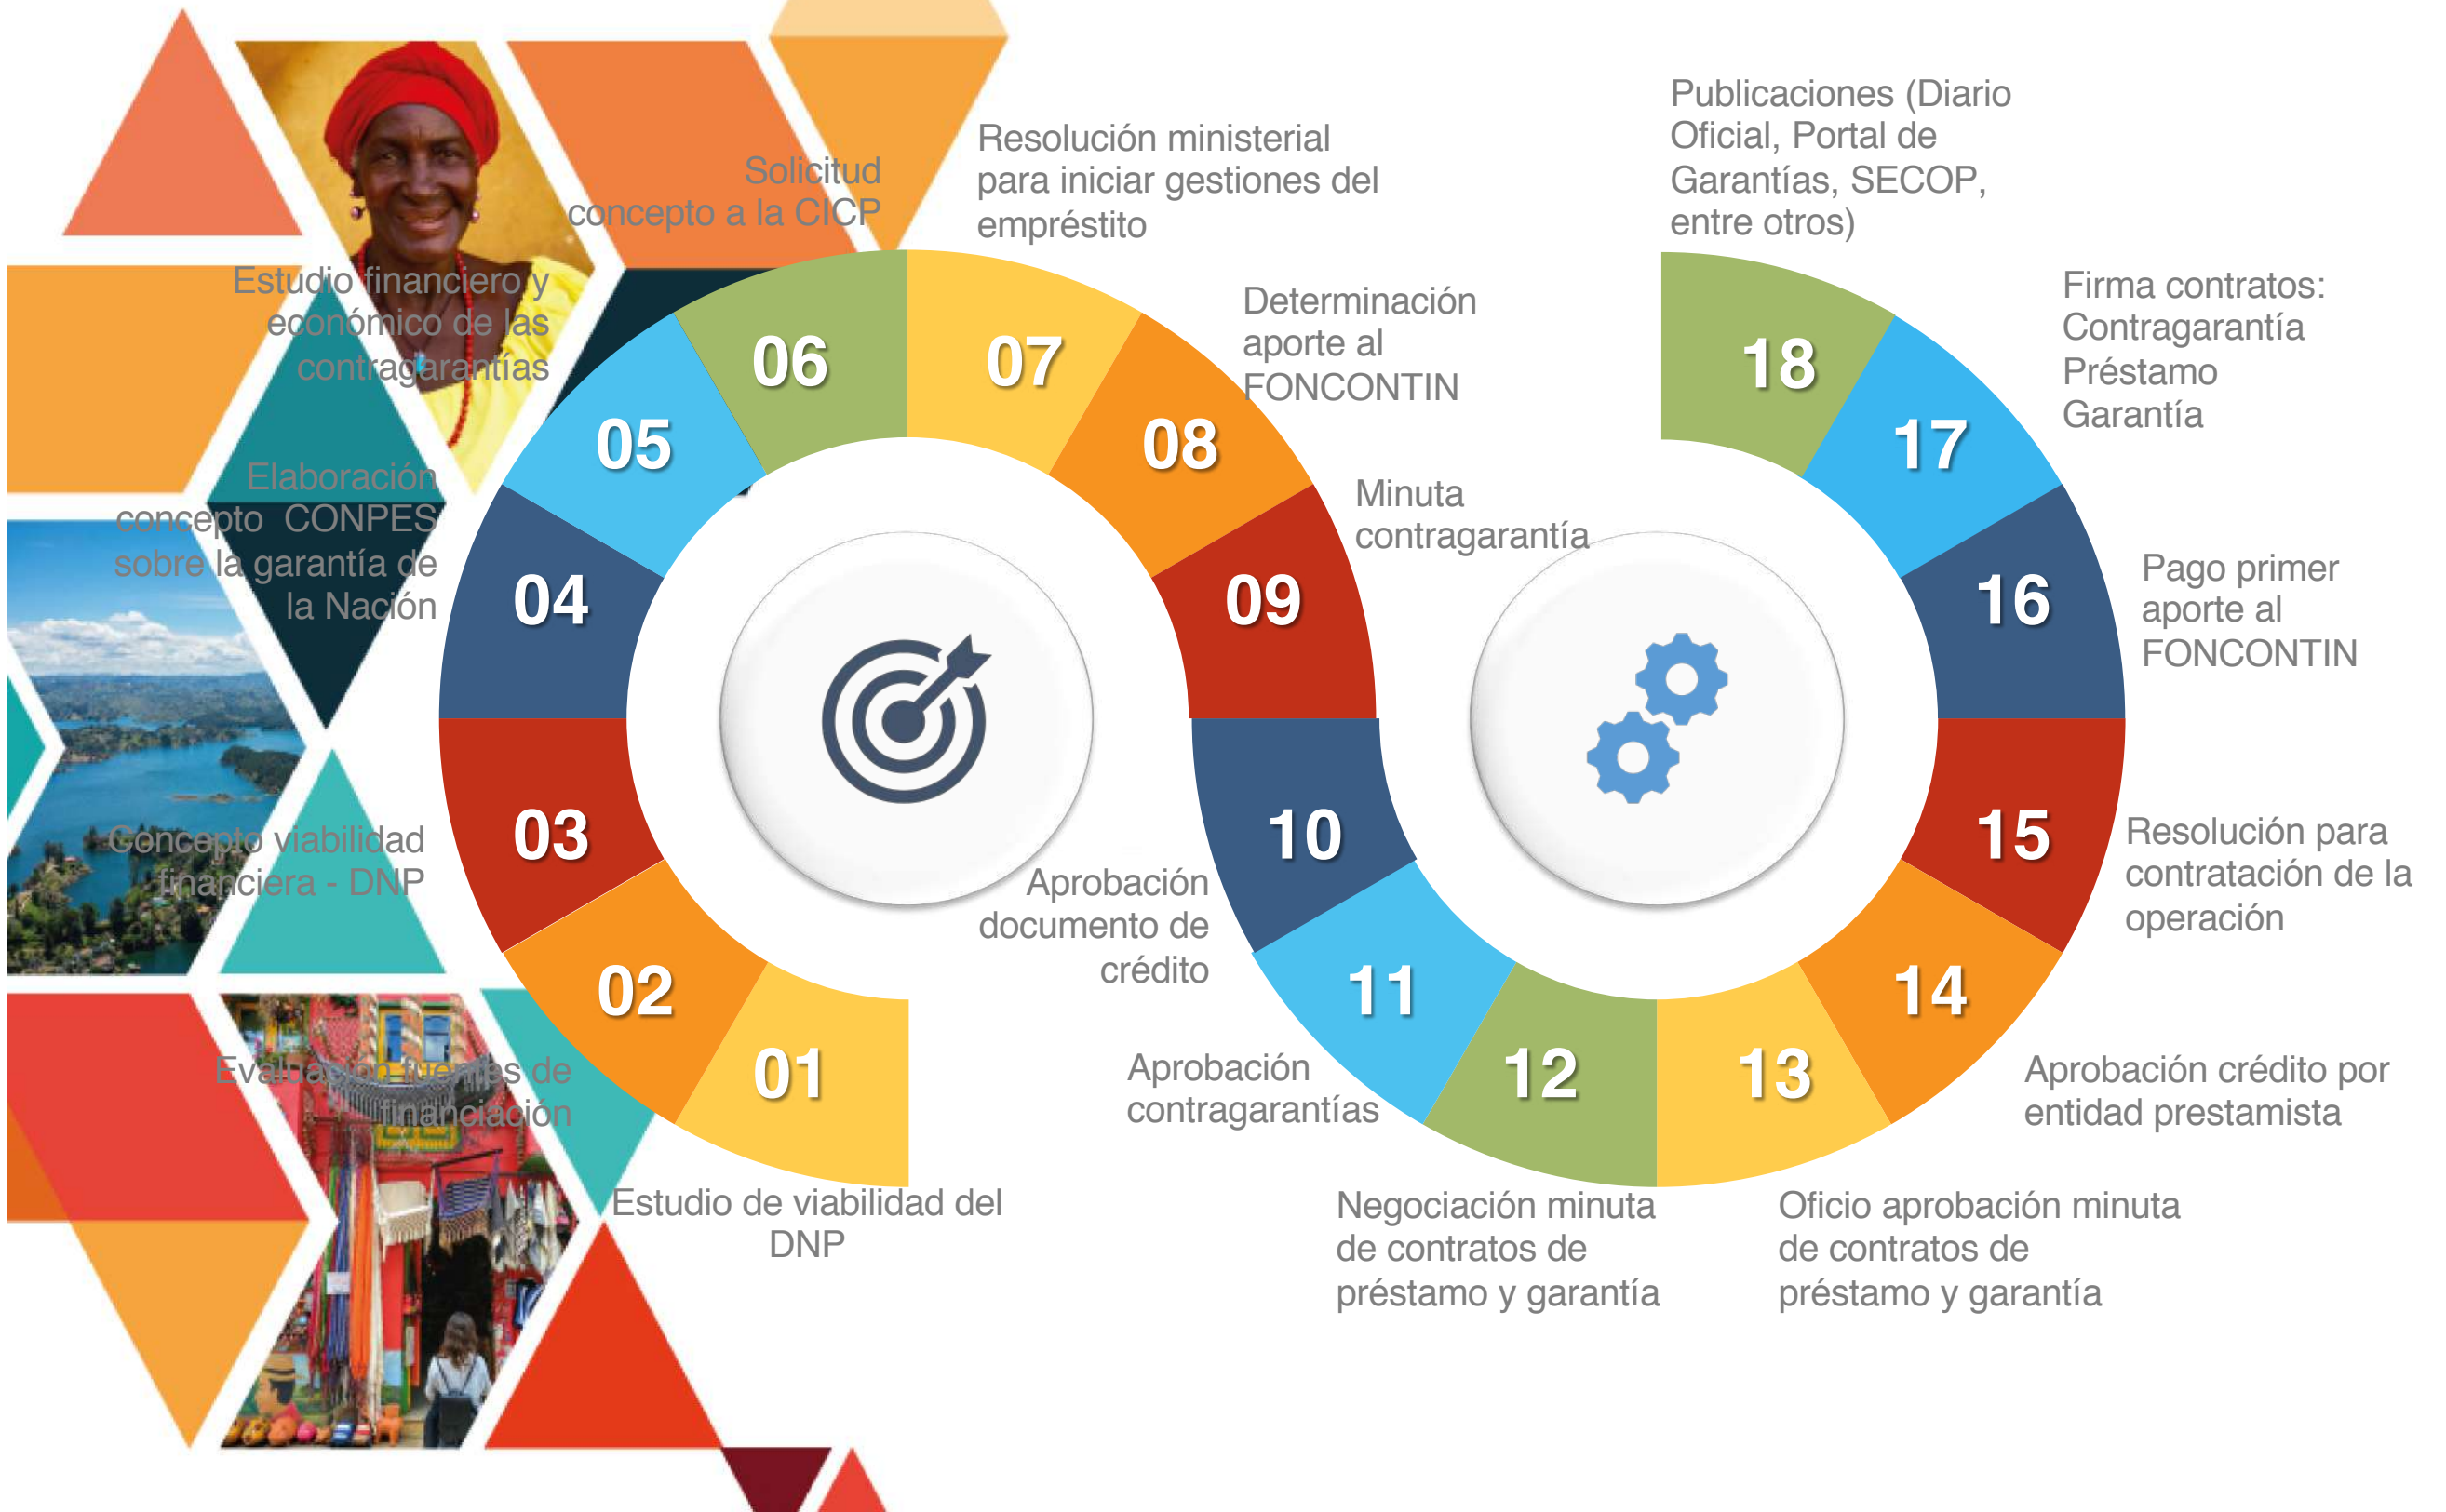 01
Estudio de viabilidad del
DNP
02
Evaluación fuentes de
financiación
03
Concepto viabilidad
financiera - DNP
04
Elaboración
concepto  CONPES
sobre la garantía de
la Nación
05
Estudio financiero y
económico de las
contragarantías
06
Solicitud
concepto a la CICP
07
Resolución ministerial
para iniciar gestiones del
empréstito
08
Determinación
aporte al
FONCONTIN
09
Minuta
contragarantía
10
Aprobación
documento de
crédito
11
Aprobación
contragarantías
12
Negociación minuta
de contratos de
préstamo y garantía
13
Oficio aprobación minuta
de contratos de
préstamo y garantía
14
Aprobación crédito por
entidad prestamista
15
Resolución para
contratación de la
operación
16
Pago primer
aporte al
FONCONTIN
17
Firma contratos:
Contragarantía
Préstamo
Garantía
18
Publicaciones (Diario
Oficial, Portal de
Garantías, SECOP,
entre otros)